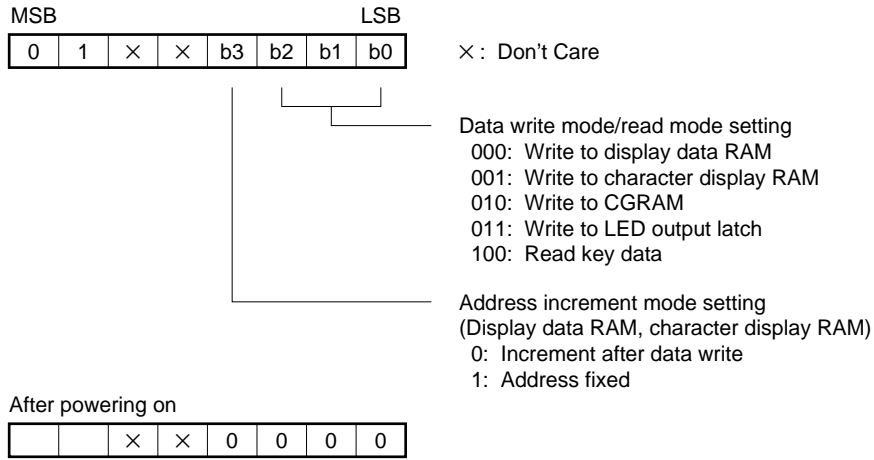 MSB LSB
0 1 × × b3 b2 b1 b0 ×: Don't Care
Data write mode/read mode setting
000: Write to display data RAM
001: Write to character display RAM
010: Write to CGRAM
011: Write to LED output latch
100: Read key data
Address increment mode setting
(Display data RAM, character display RAM)
0: Increment after data write
1: Address fixed
After powering on
× × 0 0 0 0